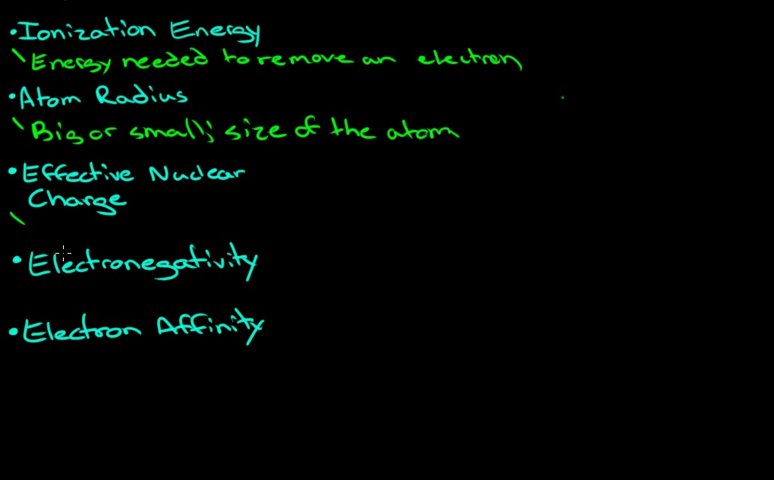 •Ionization Energy
\Energy needed to remove an electron
•Atom Radius
\Big or small; size of the atom
•Effective Nuclear
Charge
\
•Electronegativity
•Electron Affinity